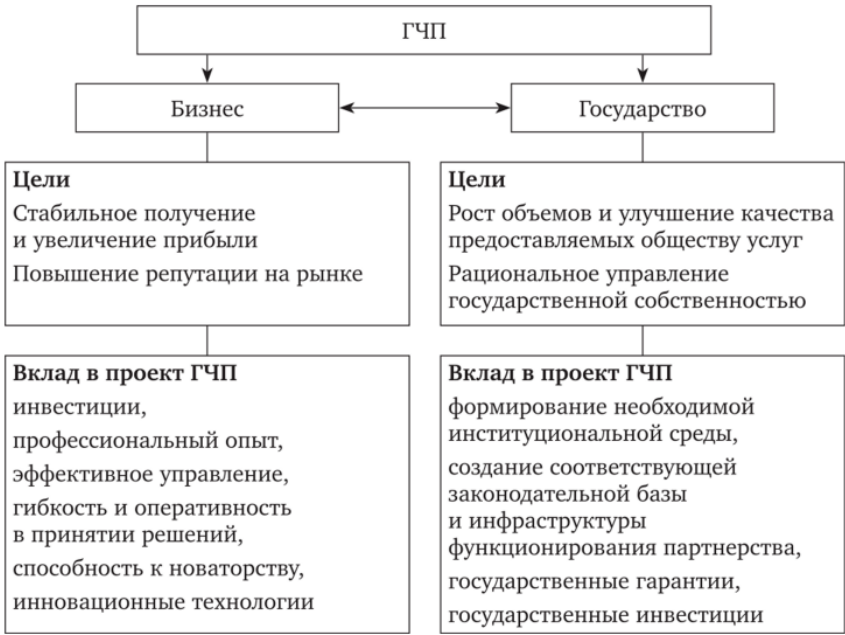 ГЧП
Бизнес
Государство
Цели
Стабильное получение
и увеличение прибыли
Повышение репутации на рынке
Цели
Рост объемов и улучшение качества
предоставляемых обществу услуг
Рациональное управление
государственной собственностью
Вклад в проект ГЧП
инвестиции,
профессиональный опыт,
эффективное управление,
гибкость и оперативность
в принятии решений,
способность к новаторству,
инновационные технологии
Вклад в проект ГЧП
формирование необходимой
институциональной среды,
создание соответствующей
законодательной базы
и инфраструктуры
функционирования партнерства,
государственные гарантии,
государственные инвестиции